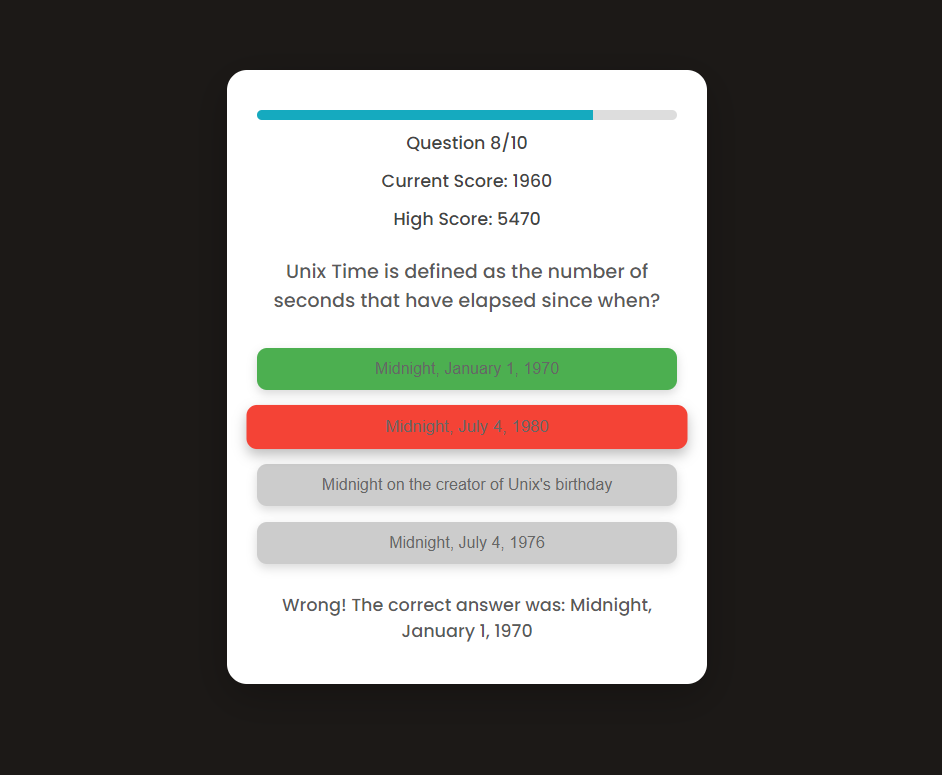 Question 8/10
Current Score: 1960
High Score: 5470
Unix Time is defined as the number of
seconds that have elapsed since when?
Midnight, January 1, 1970
Midnight, July 4, 1980
Midnight on the creator of Unix's birthday
Midnight, July 4, 1976
Wrong! The correct answer was: Midnight,
January 1, 1970